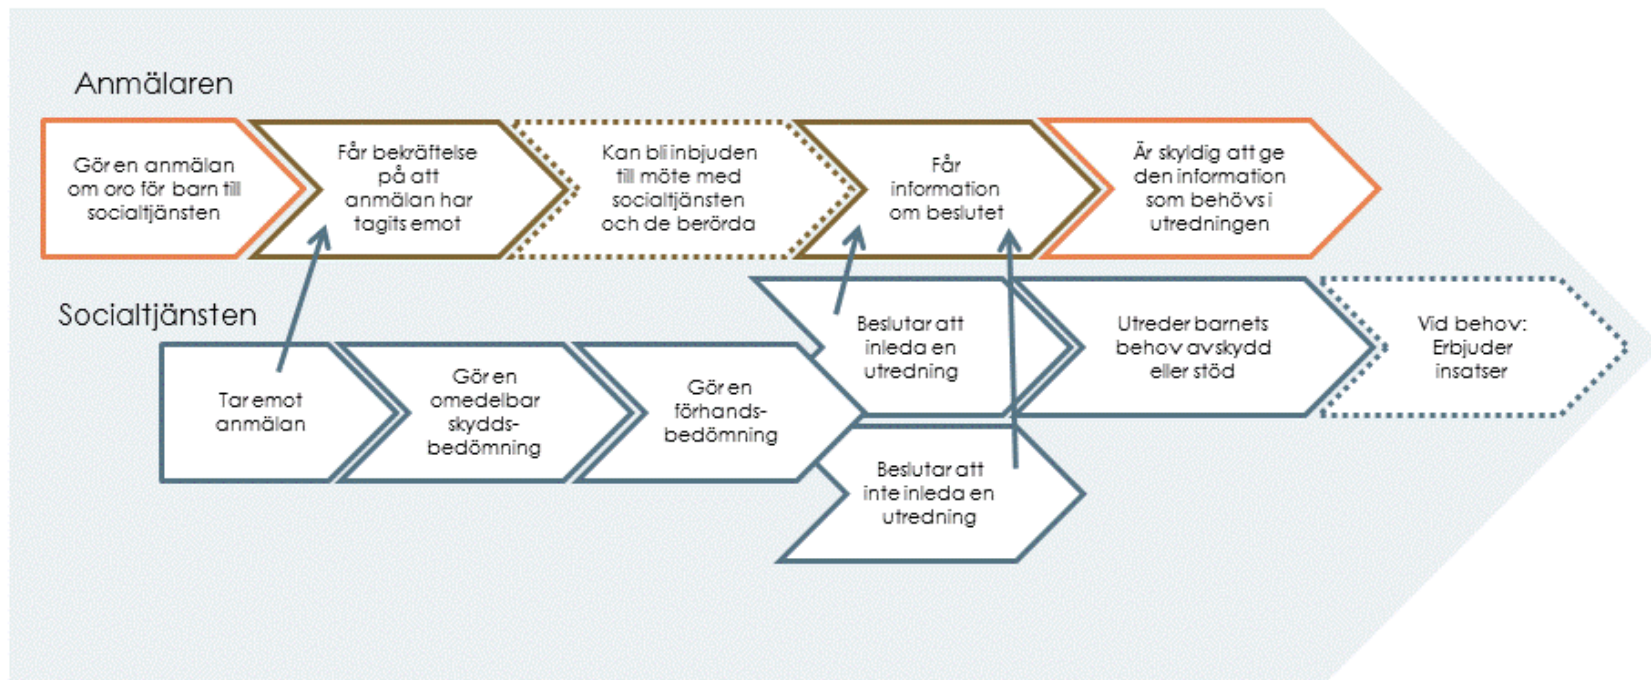 Anmälaren
Gör en anmälan
om oro för barn till
socialtjänsten
Får bekräftelse
på att
anmälan har
tagits emot
Kan bli inbjuden
till möte med
socialtjänsten
och de berörda
Får
information
om beslutet
Är skyldig att ge
den information
som behövs i
utredningen
Socialtjänsten
Tar emot
anmälan
Gör en
omedelbar
skydds-
bedömning
Gör en
förhands-
bedömning
Beslutar att
inleda en
utredning
Utreder barnets
behov av skydd
eller stöd
Vid behov:
Erbjuder
insatser
Beslutar att
inte inleda en
utredning